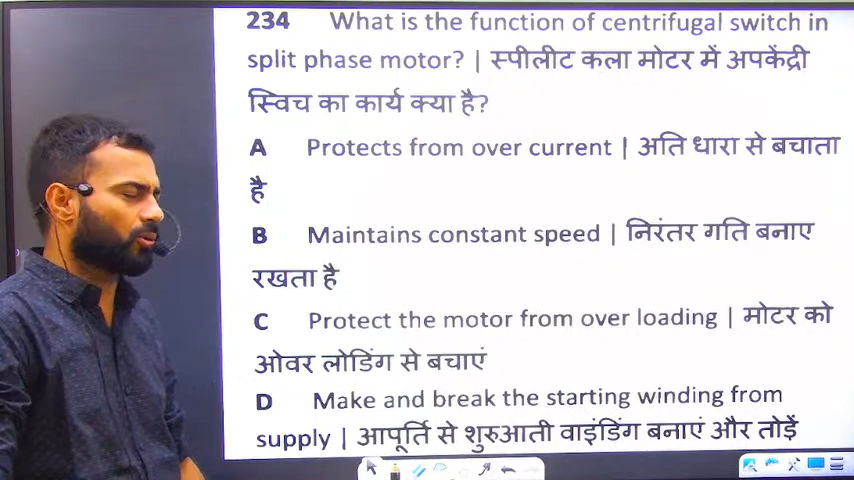 234 What is the function of centrifugal switch in
split phase motor? | स्पीलीट कला मोटर में अपकेंद्री
स्विच का कार्य क्या है?
A Protects from over current | अति धारा से बचाता
है
B Maintains constant speed | निरंतर गति बनाए
रखता है
C Protect the motor from over loading | मोटर को
ओवर लोडिंग से बचाएं
D Make and break the starting winding from
supply | आपूर्ति से शुरुआती वाइंडिंग बनाएं और तोड़ें